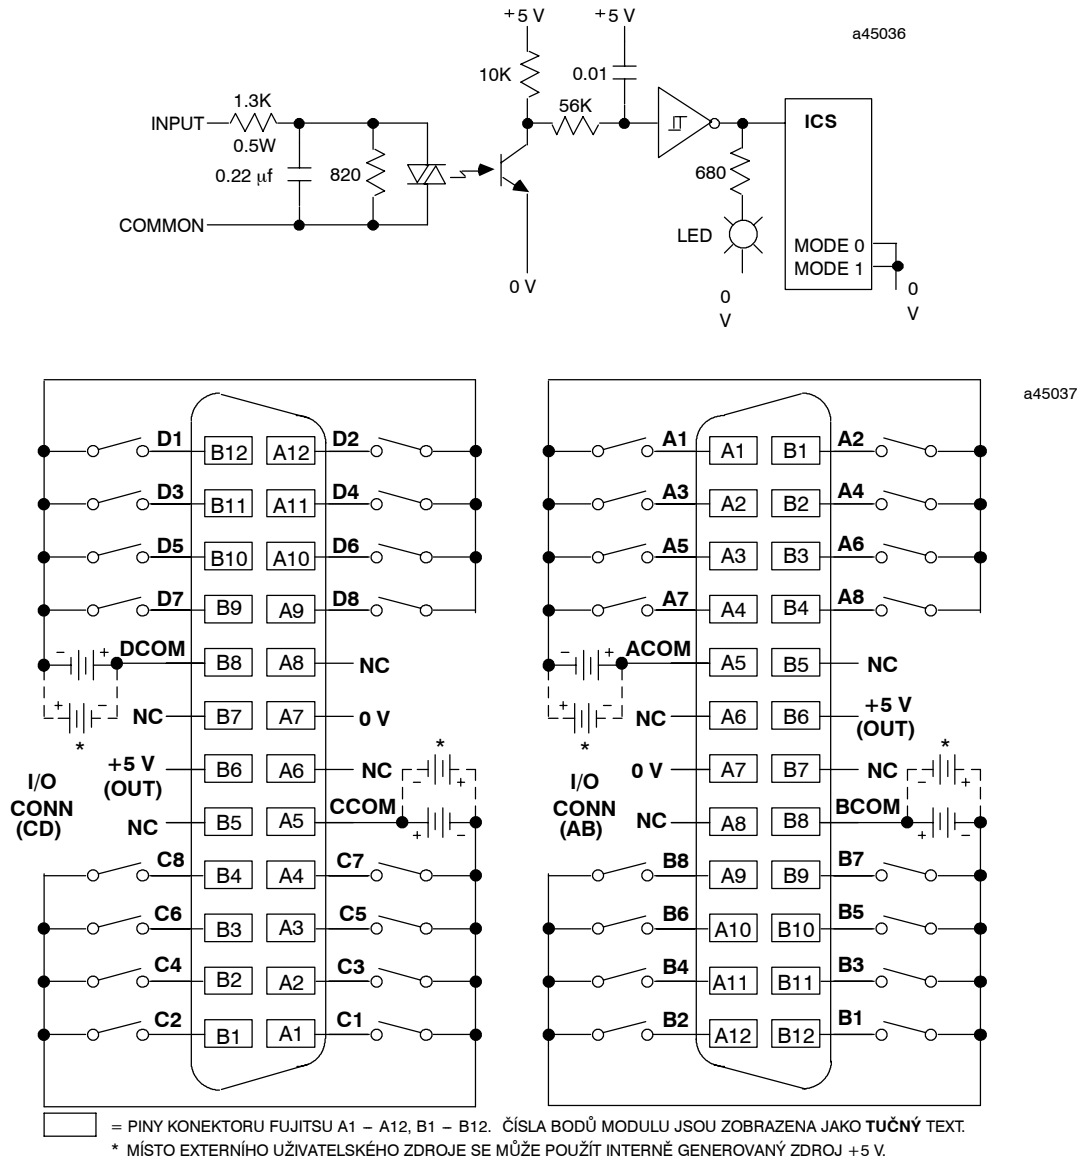 +5 V +5 V
a45036
10K 0.01
1.3K 56K
INPUT ICS
0.5W
0.22 µf 820 680
COMMON LED MODE 0
MODE 1
0 V 0 V 0 V
a45037
D1 B12 A12 D2
D3 B11 A11 D4
D5 B10 A10 D6
D7 B9 A9 D8
- + DCOM B8 A8 NC
+ - NC B7 A7 0 V
*
+5 V (OUT) B6 A6 NC
*
- +
I/O CONN (CD)
NC B5 A5 CCOM
+ -
C8 B4 A4 C7
C6 B3 A3 C5
C4 B2 A2 C3
C2 B1 A1 C1
A1 A1 B1 A2
A3 A2 B2 A4
A5 A3 B3 A6
A7 A4 B4 A8
- + ACOM A5 B5 NC
+ - NC A6 B6 +5 V (OUT)
*
0 V A7 B7 NC
*
- +
I/O CONN (AB)
NC A8 B8 BCOM
+ -
B8 A9 B9 B7
B6 A10 B10 B5
B4 A11 B11 B3
B2 A12 B12 B1
= PINY KONEKTORU FUJITSU A1 – A12, B1 – B12. ČÍSLA BODŮ MODULU JSOU ZOBRAZENA JAKO TUČNÝ TEXT.
* MÍSTO EXTERNÍHO UŽIVATELSKÉHO ZDROJE SE MŮŽE POUŽÍT INTERNĚ GENEROVANÝ ZDROJ +5 V.